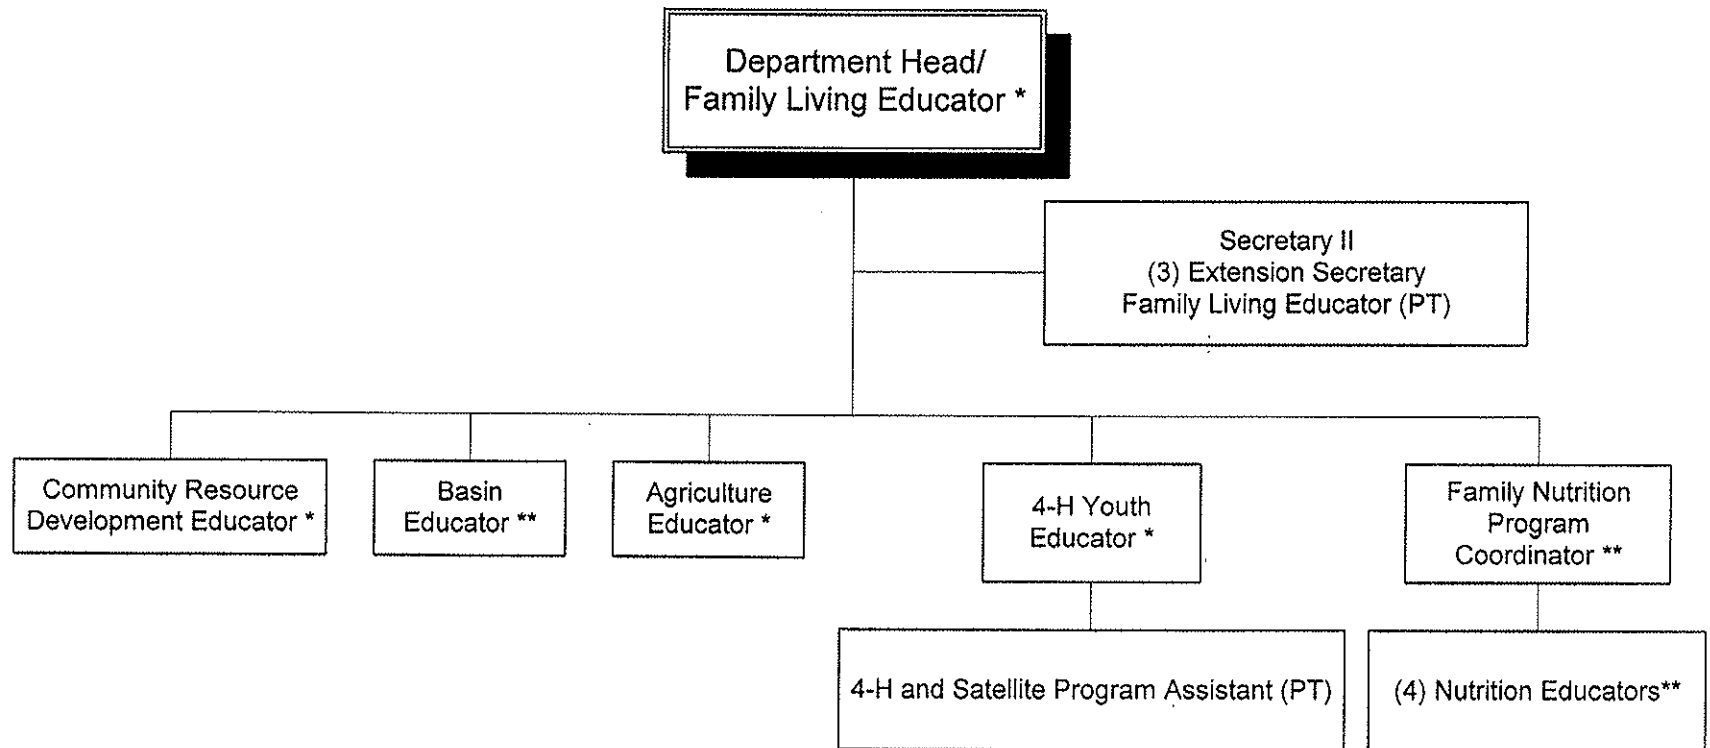 Department Head/
Family Living Educator *
Secretary II
(3) Extension Secretary
Family Living Educator (PT)
Community Resource
Development Educator *
Basin
Educator **
Agriculture
Educator *
4-H Youth
Educator *
Family Nutrition
Program
Coordinator **
4-H and Satellite Program Assistant (PT)
(4) Nutrition Educators**